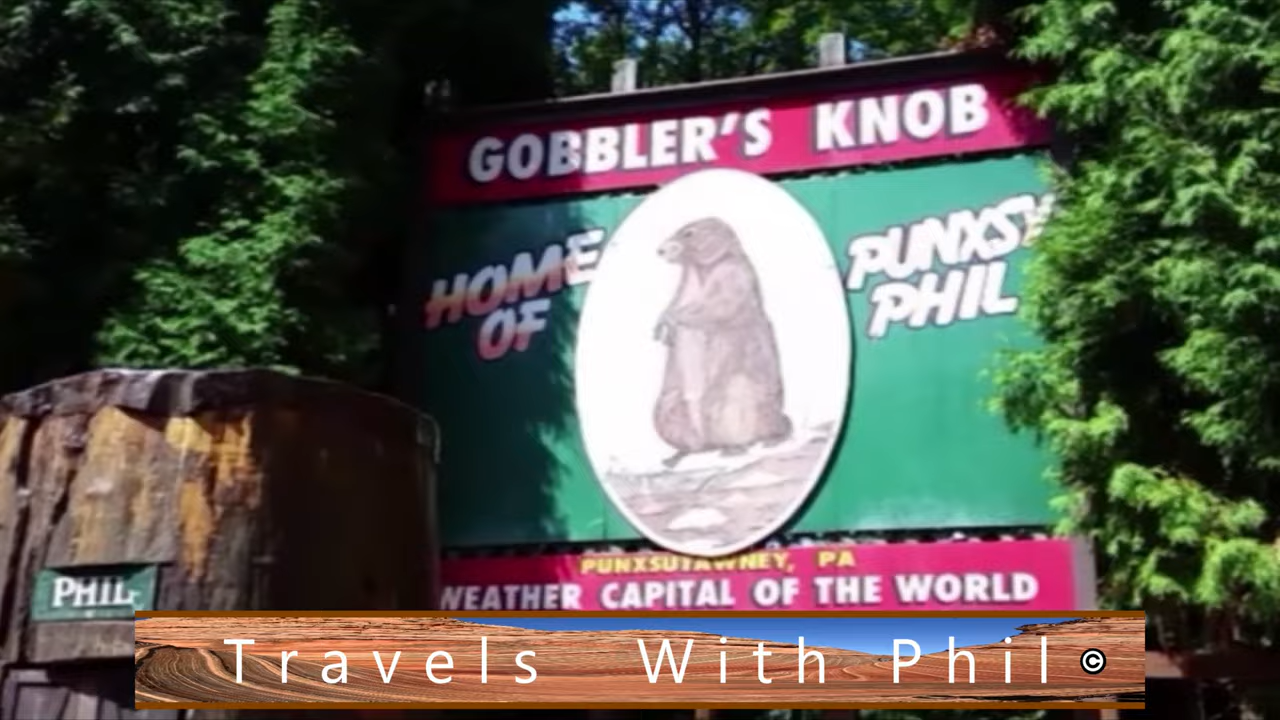 GOBBLER'S KNOB
HOME
OF
PUNXSY
PHIL
PUNXSUTAWNEY, PA
WEATHER CAPITAL OF THE WORLD
PHIL
Travels With Phil ©